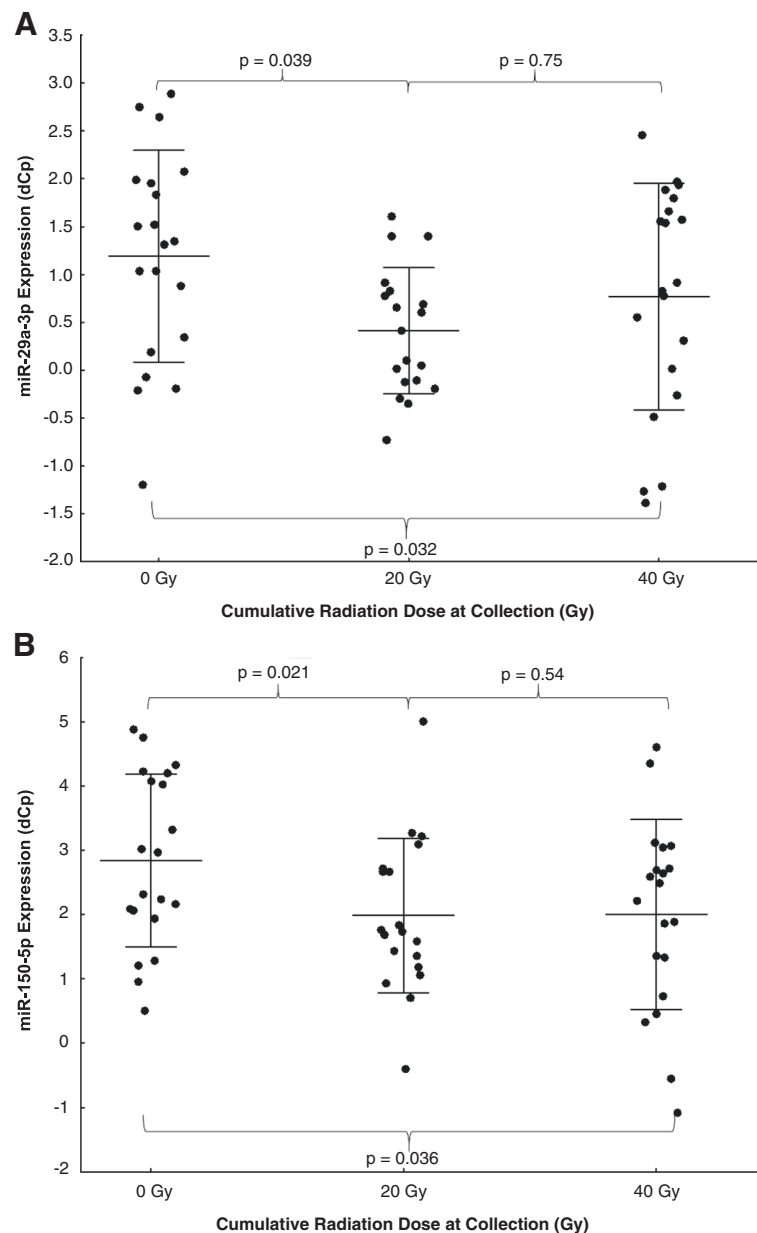 A
3.5
p = 0.039
p = 0.75
3.0
2.5
2.0
1.5
1.0
0.5
0.0
-0.5
-1.0
-1.5
-2.0
miR-29a-3p Expression (dCp)
p = 0.032
0 Gy 20 Gy 40 Gy
Cumulative Radiation Dose at Collection (Gy)
B
6
p = 0.021
p = 0.54
5
4
3
2
1
0
-1
-2
miR-150-5p Expression (dCp)
p = 0.036
0 Gy 20 Gy 40 Gy
Cumulative Radiation Dose at Collection (Gy)